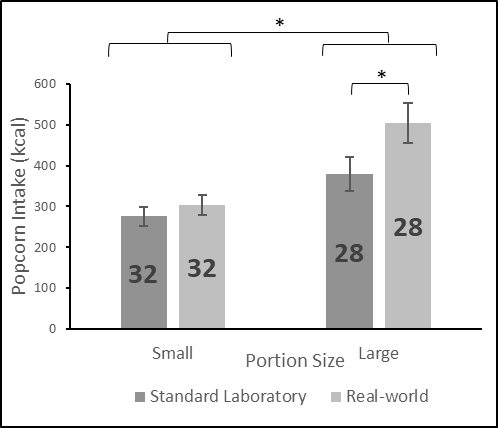 *
*
600
500
400
300
200
100
0
Popcorn Intake (kcal)
32
32
28
28
Small
Large
Portion Size
Standard Laboratory
Real-world